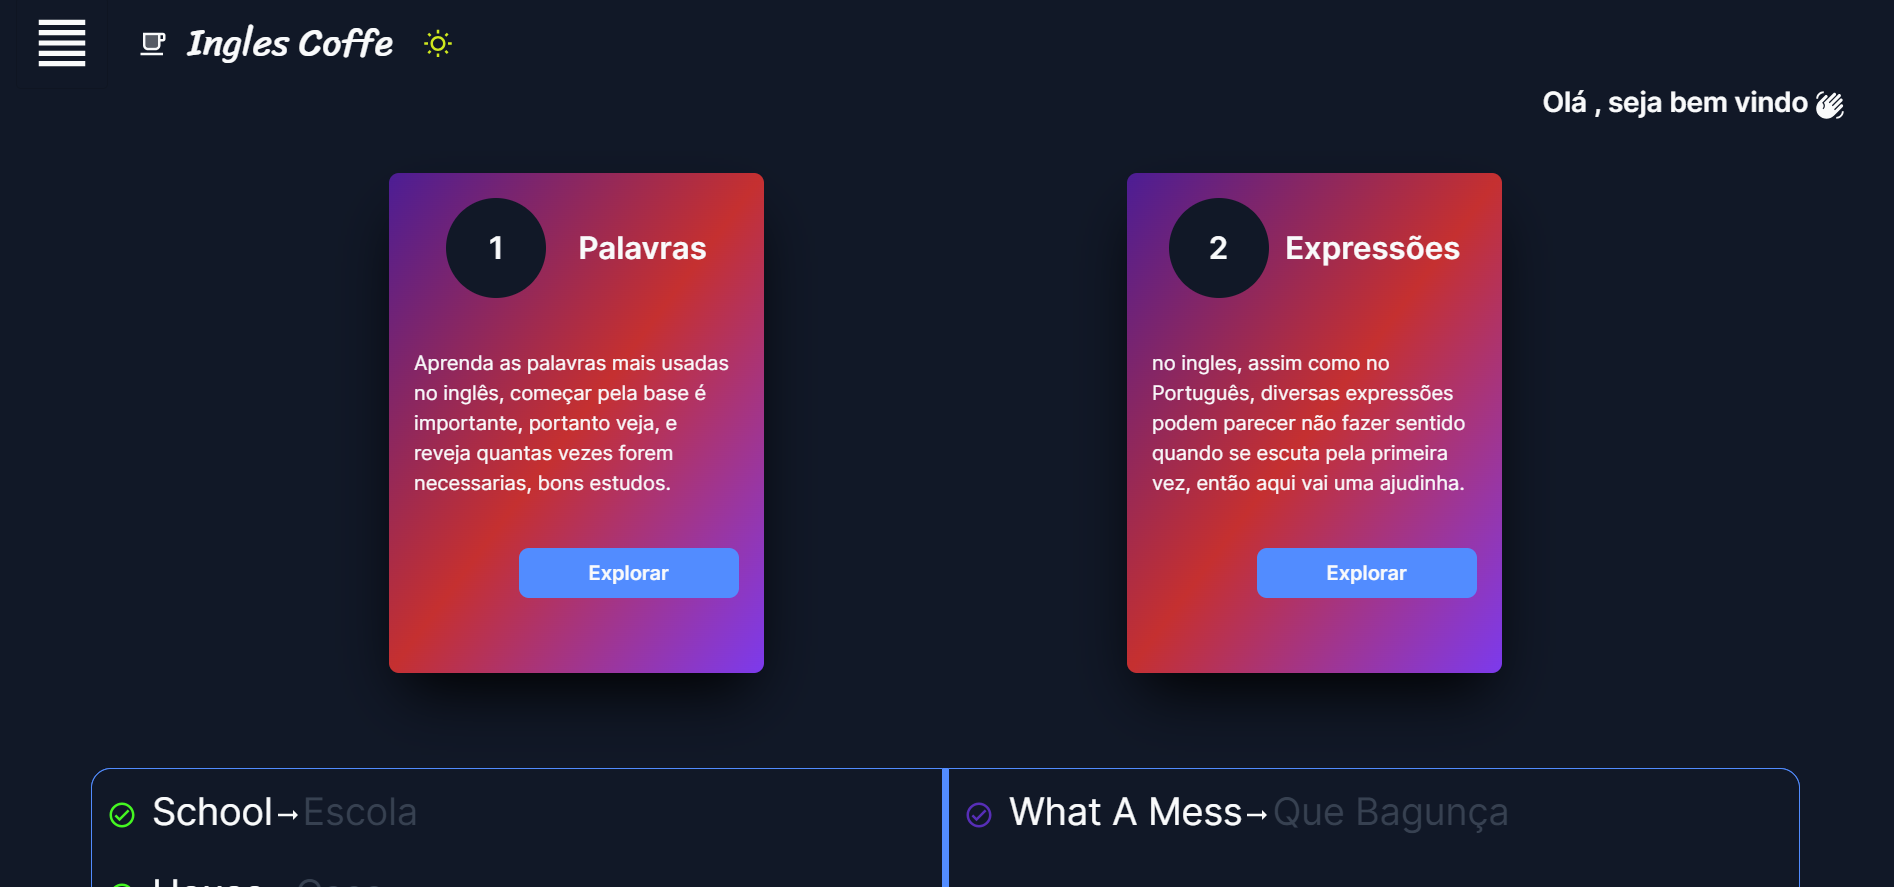 Ingles Coffe
Olá , seja bem vindo
1
Palavras
Aprenda as palavras mais usadas
no inglês, começar pela base é
importante, portanto veja, e
reveja quantas vezes forem
necessarias, bons estudos.
Explorar
2
Expressões
no ingles, assim como no
Português, diversas expressões
podem parecer não fazer sentido
quando se escuta pela primeira
vez, então aqui vai uma ajudinha.
Explorar
School→Escola
What A Mess→Que Bagunça